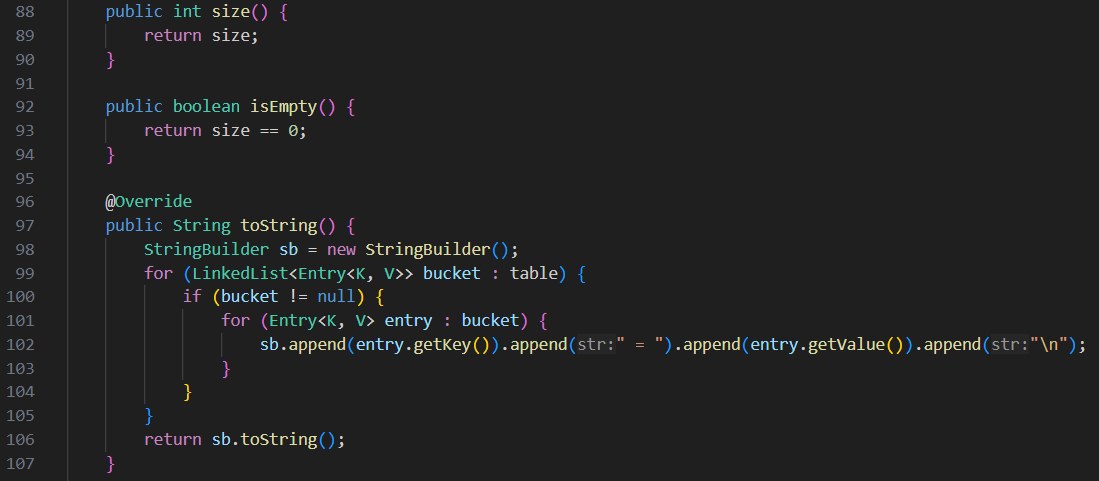 88 public int size() {
89 return size;
90 }
91
92 public boolean isEmpty() {
93 return size == 0;
94 }
95
96 @Override
97 public String toString() {
98 StringBuilder sb = new StringBuilder();
99 for (LinkedList<Entry<K, V>> bucket : table) {
100 if (bucket != null) {
101 for (Entry<K, V> entry : bucket) {
102 sb.append(entry.getKey()).append(str:" = ").append(entry.getValue()).append(str:"\n");
103 }
104 }
105 }
106 return sb.toString();
107 }